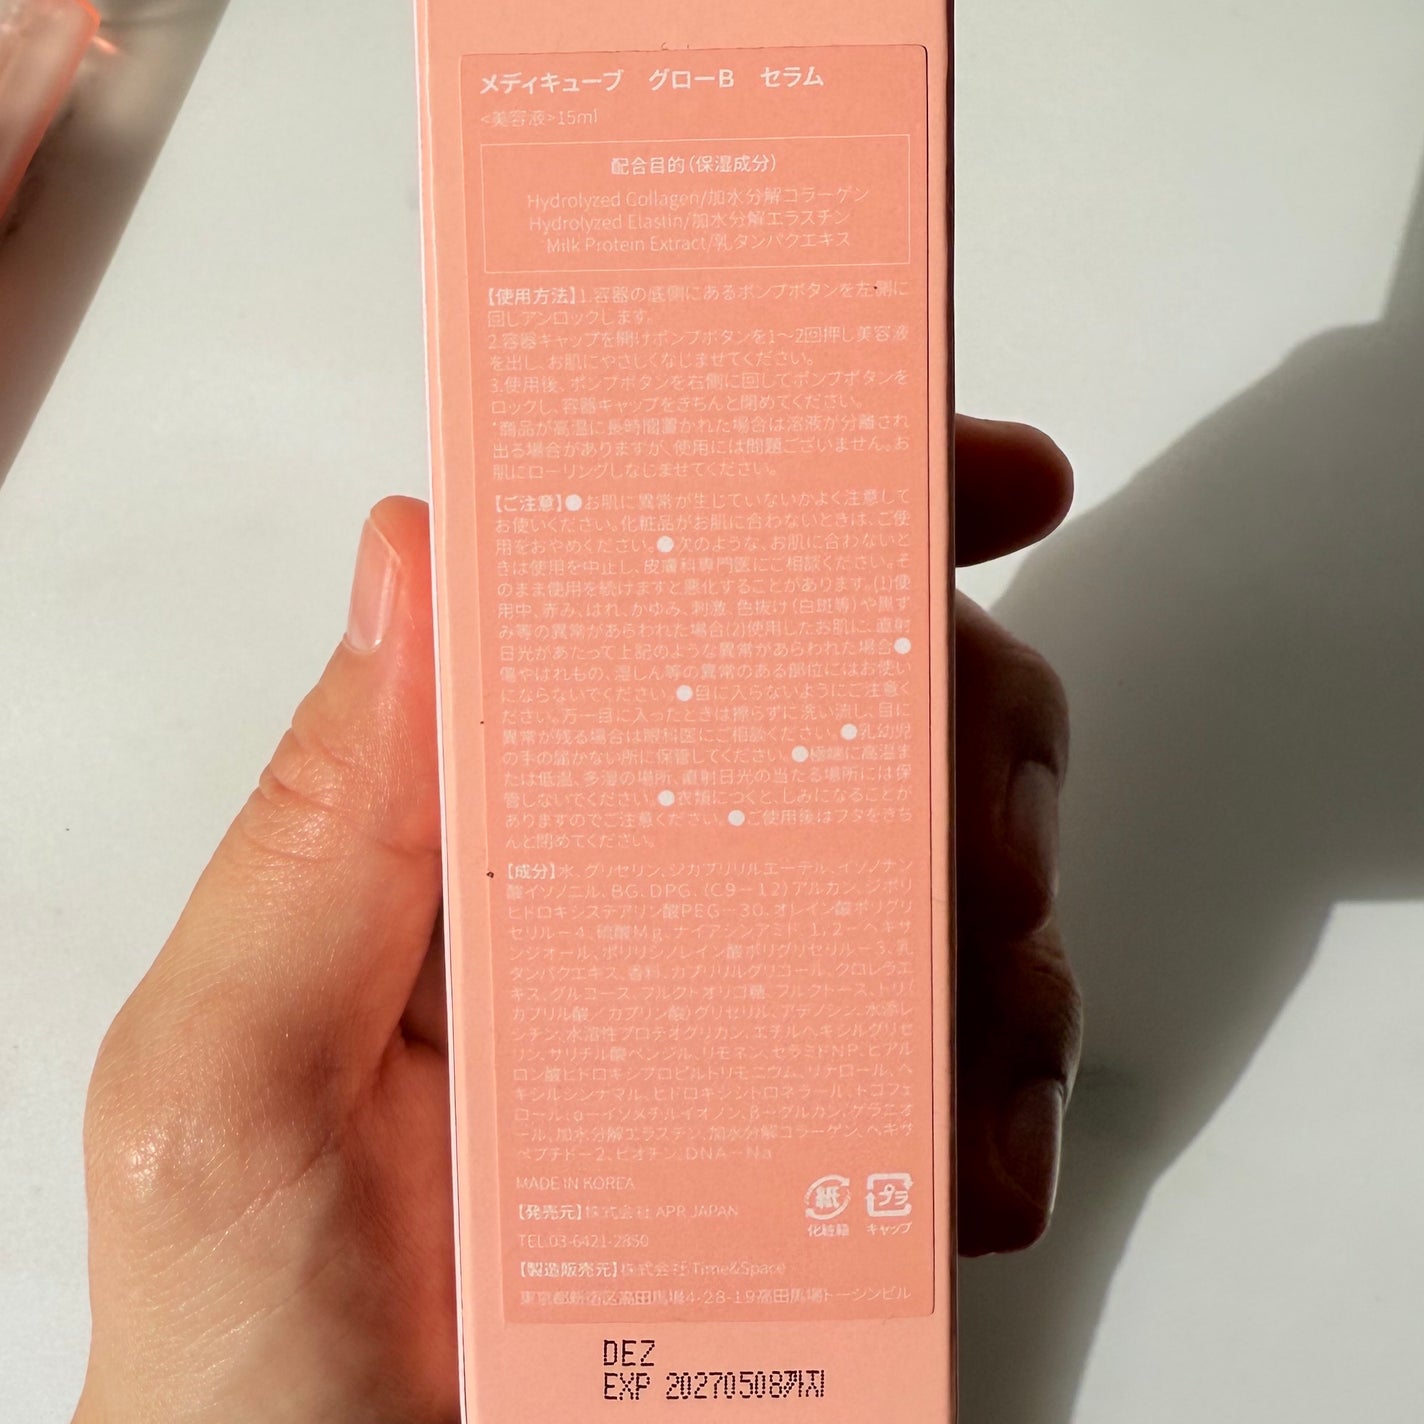 メディキューブ　グローB　セラム
<美容液>15ml
配合目的(保湿成分)
Hydrolyzed Collagen/加水分解コラーゲン
Hydrolyzed Elastin/加水分解エラスチン
Milk Protein Extract/乳タンパクエキス
【使用方法】1.容器の底側にあるポンプボタンを左側に
回しアンロックします。
2.容器キャップを開けポンプボタンを1～2回押し美容液
を出し、お肌にやさしくなじませてください。
3.使用後、ポンプボタンを右側に回してポンプボタンを
ロックし、容器キャップをきちんと閉めてください。
*商品が高温に長時間置かれた場合は溶液が分離され
出る場合がありますが、使用には問題ございません。お
肌にローリングしなじませてください。
【ご注意】●お肌に異常が生じていないかよく注意して
お使いください。化粧品がお肌に合わないときは、ご使
用をおやめください。●次のような、お肌に合わないと
きは使用を中止し、皮膚科専門医にご相談ください。そ
のまま使用を続けますと悪化することがあります。(1)使
用中、赤み、はれ、かゆみ、刺激、色抜け(白斑等)や黒ず
み等の異常があらわれた場合(2)使用したお肌に、直射
日光があたって上記のような異常があらわれた場合●
傷やはれもの、湿しん等の異常のある部位にはお使い
にならないでください。●目に入らないようにご注意く
ださい。万一目に入ったときは擦らずに洗い流し、目に
異常が残る場合は眼科医にご相談ください。●乳幼児
の手の届かない所に保管してください。●極端に高温ま
たは低温、多湿の場所、直射日光の当たる場所には保
管しないでください。●衣類につくと、しみになることが
ありますのでご注意ください。●ご使用後はフタをきち
んと閉めてください。
【成分】水、グリセリン、ジカプリリルエーテル、イソノナン
酸イソノニル、BG、DPG、(C9－12)アルカン、ジポリ
ヒドロキシステアリン酸PEG－30、オレイン酸ポリグリ
セリル－4、硫酸Mg、ナイアシンアミド、1,2－ヘキサ
ンジオール、ポリリシノレイン酸ポリグリセリル－3、乳
タンパクエキス、香料、カプリリルグリコール、クロレラエ
キス、グルコース、フルクトオリゴ糖、フルクトース、トリ(
カプリル酸／カプリン酸)グリセリル、アデノシン、水添レ
シチン、水溶性プロテオグリカン、エチルヘキシルグリセ
リン、サリチル酸ベンジル、リモネン、セラミドNP、ヒアル
ロン酸ヒドロキシプロピルトリモニウム、リナロール、ヘ
キシルシンナマル、ヒドロキシシトロネラール、トコフェ
ロール、α－イソメチルイオノン、β－グルカン、ゲラニオ
ール、加水分解エラスチン、加水分解コラーゲン、ヘキサ
ペプチド－2、ビオチン、DNA－Na
MADE IN KOREA
【発売元】株式会社 APR JAPAN
TEL.03-6421-2850
【製造販売元】株式会社 Time&Space
東京都新宿区高田馬場4-28-19高田馬場トーシンビル
紙
化粧箱
プラ
キャップ
DEZ
EXP 20270508까지